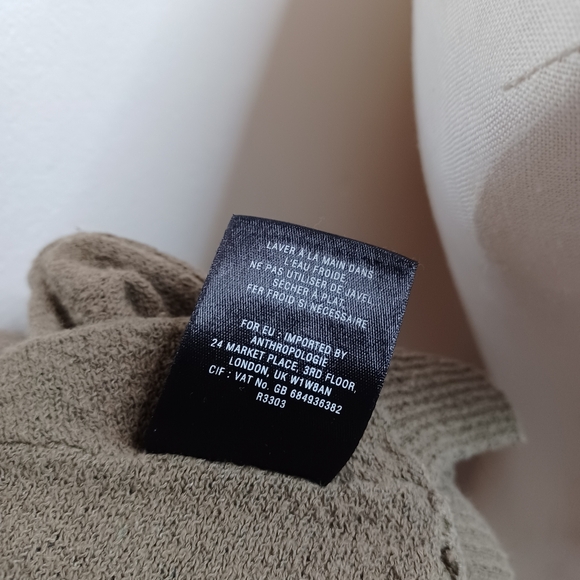 LAVER À LA MAIN DANS
L'EAU FROIDE.
NE PAS UTILISER DE JAVEL.
SÉCHER À PLAT.
FER FROID SI NÉCESSAIRE
FOR EU : IMPORTED BY
ANTHROPOLOGIE
24 MARKET PLACE, 3RD FLOOR,
LONDON, UK W1W8AN
C/F : VAT No. GB 684936382
R3303